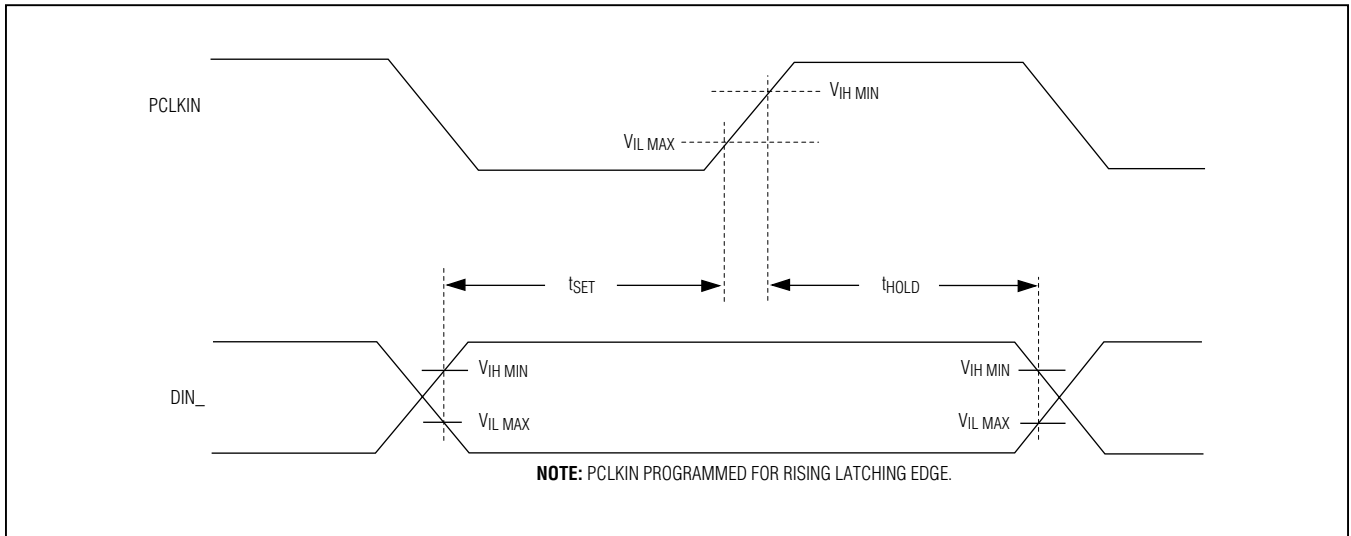 PCLKIN
VIH MIN
VIL MAX
tSET
tHOLD
VIH MIN
VIH MIN
DIN_
VIL MAX
VIL MAX
NOTE: PCLKIN PROGRAMMED FOR RISING LATCHING EDGE.